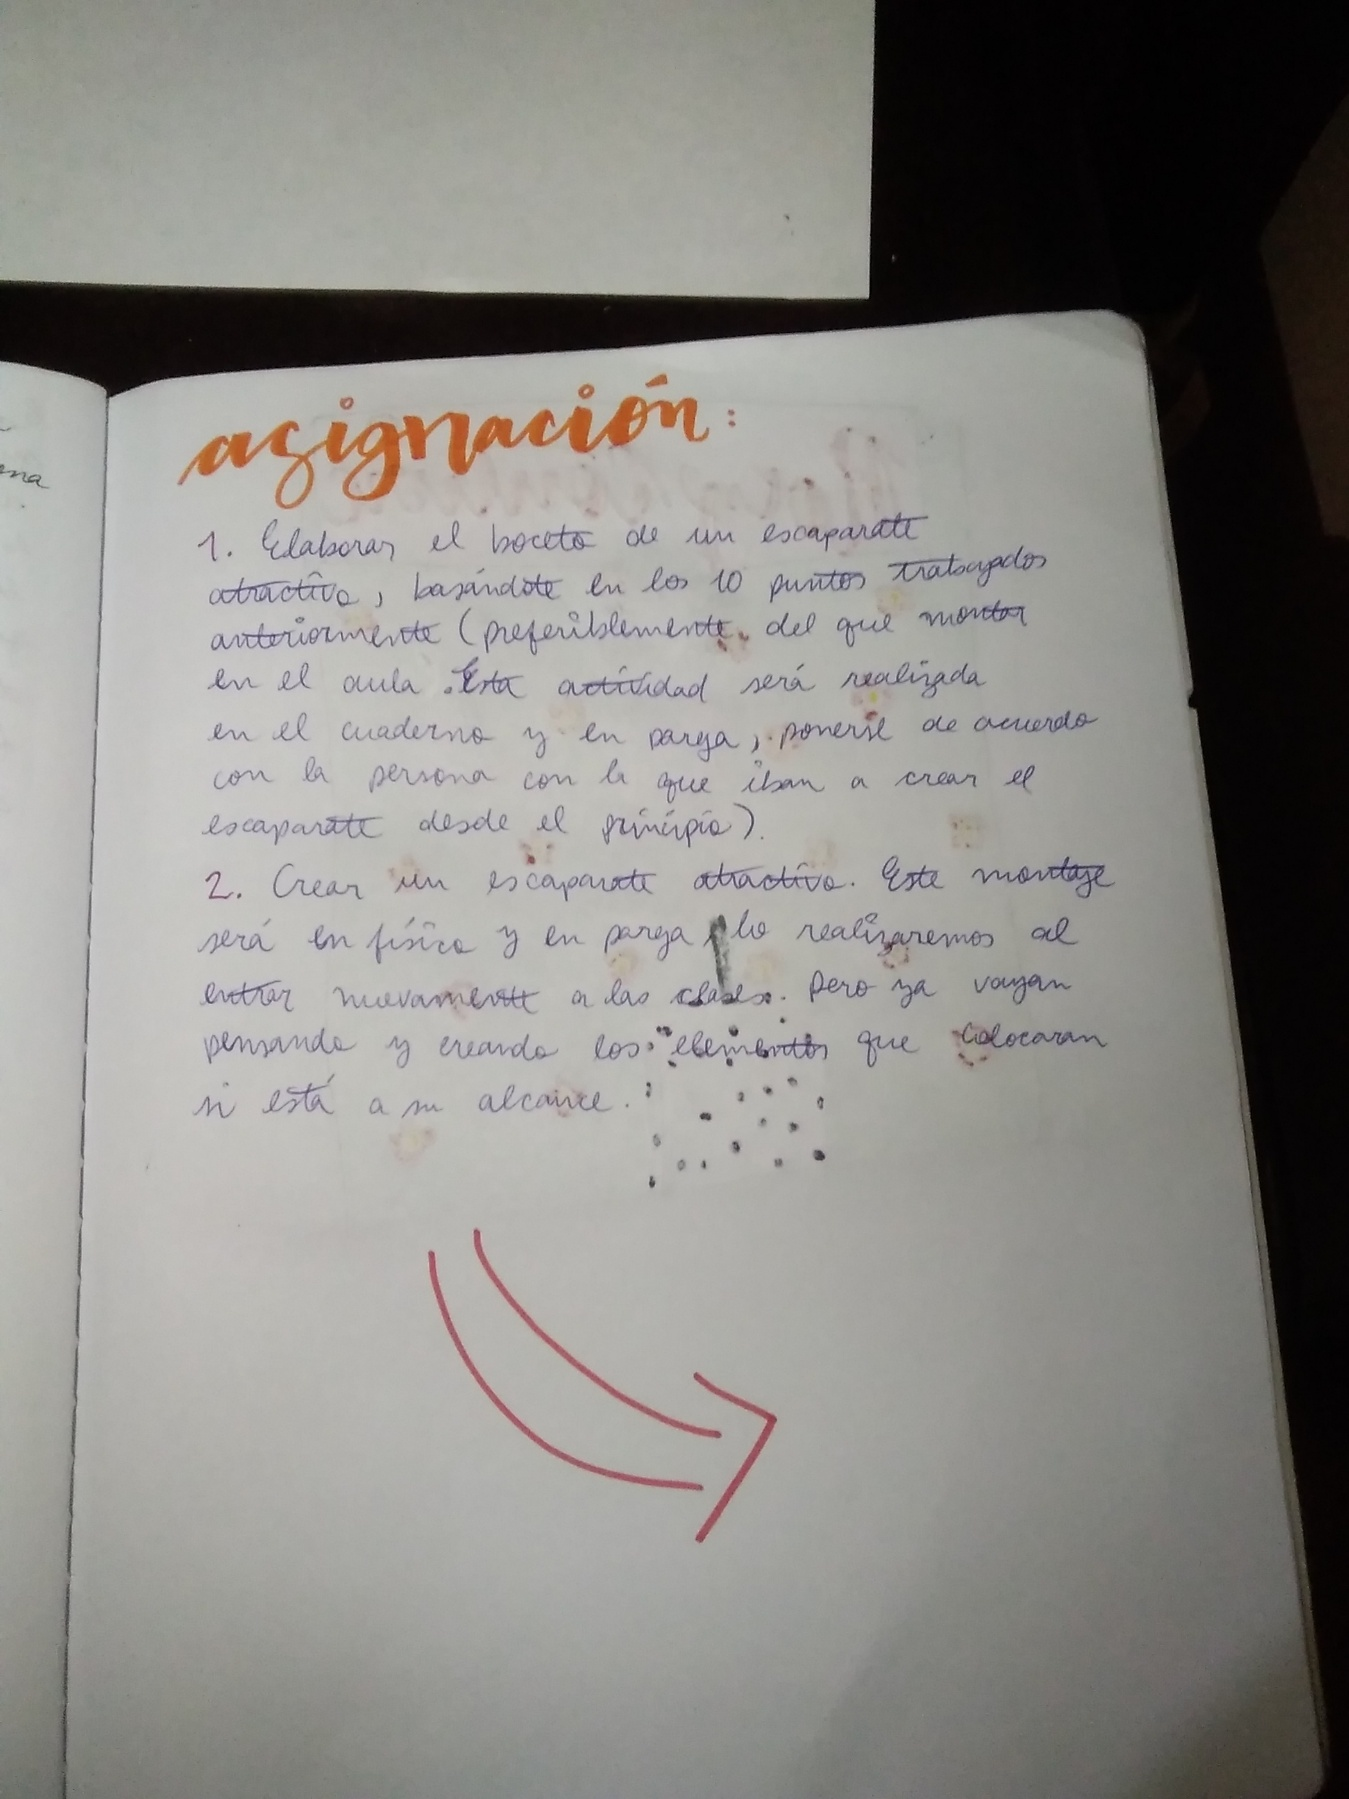 ena
asignación:
1. Elaborar el boceto de un escaparate
atractivo, basándote en los 10 puntos trabajados
anteriormente (preferiblemente. del que montar
en el aula. Esta actividad será realizada
en el cuaderno y en pareja, ponerse de acuerdo
con la persona con la que iban a crear el
escaparate desde el principio).
2. Crear un escaparate atractivo. Este montaje
será en físico y en pareja, lo realizaremos al
entrar nuevamente a las clases. Pero ya vayan
pensando y creando los elementos que colocaran
si está a su alcance.